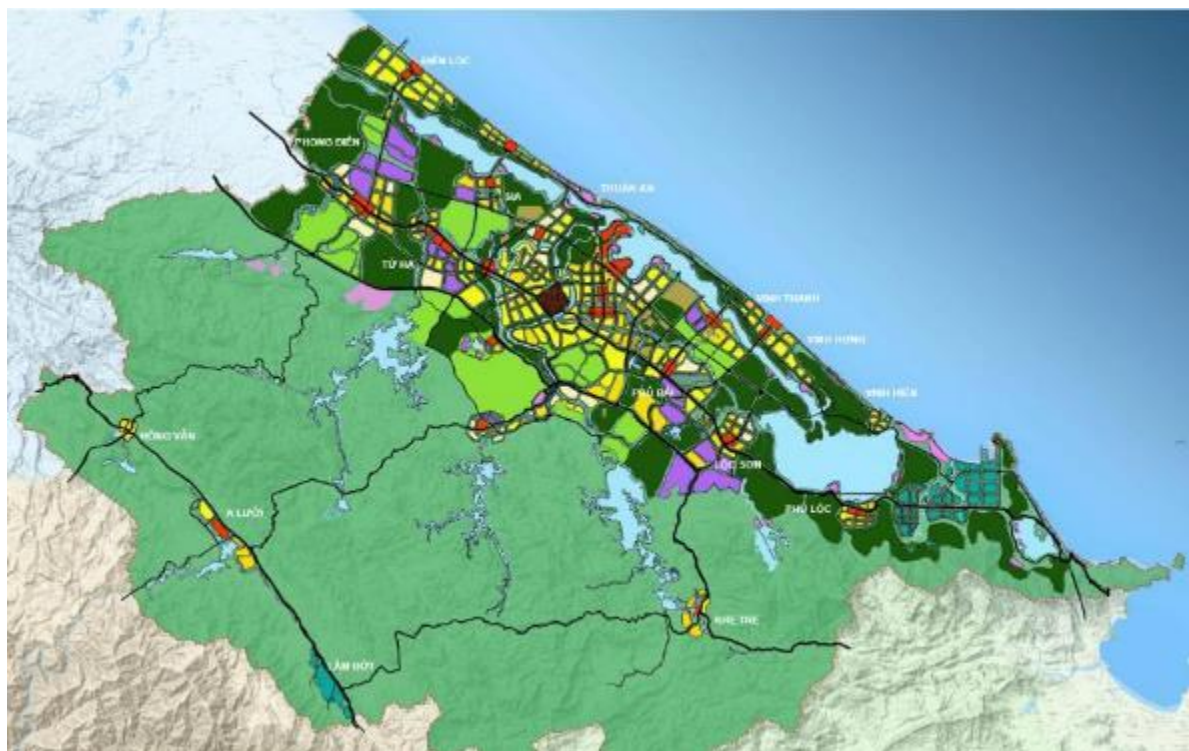 ĐIỀN LỘC
PHONG ĐIỀN
SỊA
THUẬN AN
TỨ HẠ
VINH THANH
VINH HƯNG
VINH HIỀN
PHÚ BÀI
LỘC SƠN
HỒNG VÂN
A LƯỚI
PHÚ LỘC
KHE TRE
LÂM ĐỚT